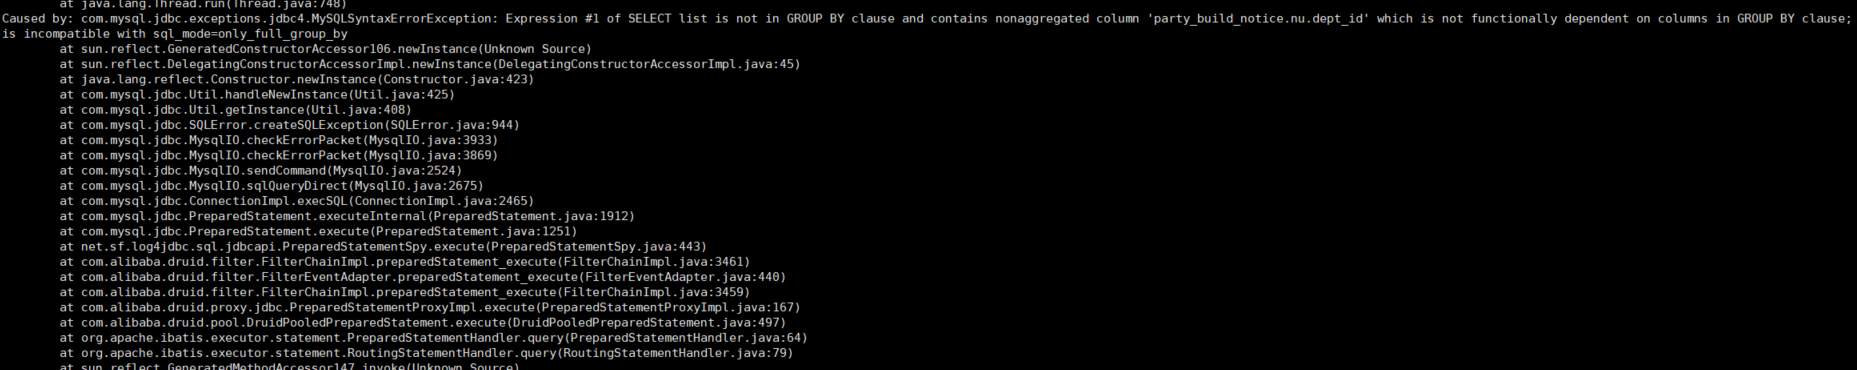 at java.lang.Thread.run(Thread.java:748)
Caused by: com.mysql.jdbc.exceptions.jdbc4.MySQLSyntaxErrorException: Expression #1 of SELECT list is not in GROUP BY clause and contains nonaggregated column 'party_build_notice.nu.dept_id' which is not functionally dependent on columns in GROUP BY clause;
is incompatible with sql_mode=only_full_group_by
at sun.reflect.GeneratedConstructorAccessor106.newInstance(Unknown Source)
at sun.reflect.DelegatingConstructorAccessorImpl.newInstance(DelegatingConstructorAccessorImpl.java:45)
at java.lang.reflect.Constructor.newInstance(Constructor.java:423)
at com.mysql.jdbc.Util.handleNewInstance(Util.java:425)
at com.mysql.jdbc.Util.getInstance(Util.java:408)
at com.mysql.jdbc.SQLError.createSQLException(SQLError.java:944)
at com.mysql.jdbc.MysqlIO.checkErrorPacket(MysqlIO.java:3933)
at com.mysql.jdbc.MysqlIO.checkErrorPacket(MysqlIO.java:3869)
at com.mysql.jdbc.MysqlIO.sendCommand(MysqlIO.java:2524)
at com.mysql.jdbc.MysqlIO.sqlQueryDirect(MysqlIO.java:2675)
at com.mysql.jdbc.ConnectionImpl.execSQL(ConnectionImpl.java:2465)
at com.mysql.jdbc.PreparedStatement.executeInternal(PreparedStatement.java:1912)
at com.mysql.jdbc.PreparedStatement.execute(PreparedStatement.java:1251)
at net.sf.log4jdbc.sql.jdbcapi.PreparedStatementSpy.execute(PreparedStatementSpy.java:443)
at com.alibaba.druid.filter.FilterChainImpl.preparedStatement_execute(FilterChainImpl.java:3461)
at com.alibaba.druid.filter.FilterEventAdapter.preparedStatement_execute(FilterEventAdapter.java:440)
at com.alibaba.druid.filter.FilterChainImpl.preparedStatement_execute(FilterChainImpl.java:3459)
at com.alibaba.druid.proxy.jdbc.PreparedStatementProxyImpl.execute(PreparedStatementProxyImpl.java:167)
at com.alibaba.druid.pool.DruidPooledPreparedStatement.execute(DruidPooledPreparedStatement.java:497)
at org.apache.ibatis.executor.statement.PreparedStatementHandler.query(PreparedStatementHandler.java:64)
at org.apache.ibatis.executor.statement.RoutingStatementHandler.query(RoutingStatementHandler.java:79)
at sun.reflect.GeneratedMethodAccessor147.invoke(Unknown Source)